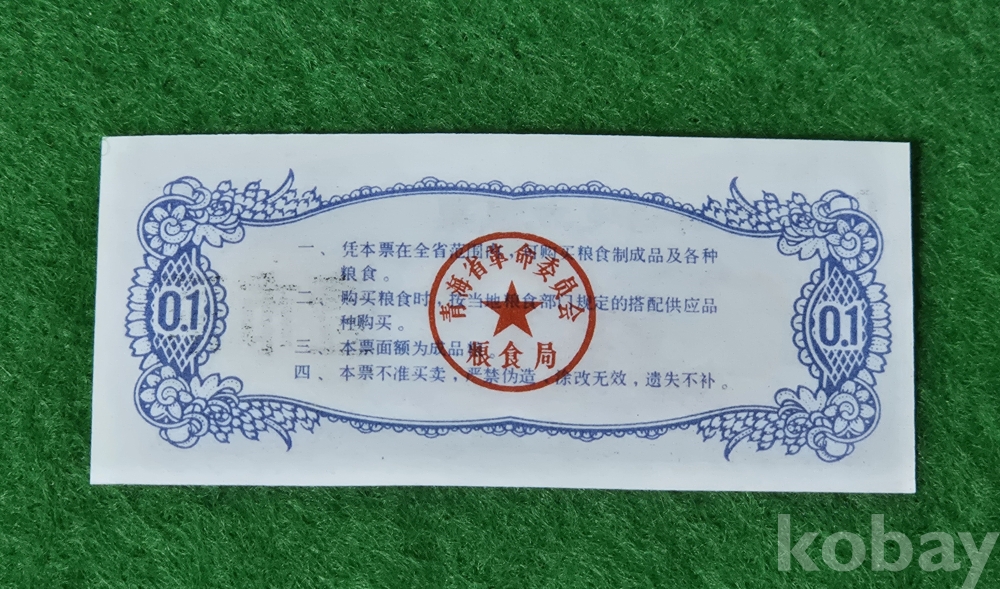 一、凭本票在全省范围内，可购买粮食制成品及各种
粮食。
二、购买粮食时，按当地粮食部门规定的搭配供应品
种购买。
三、本票面额为成品粮。
四、本票不准买卖，严禁伪造，涂改无效，遗失不补。
0.1
0.1
青海省革命委员会
粮食局
kobay